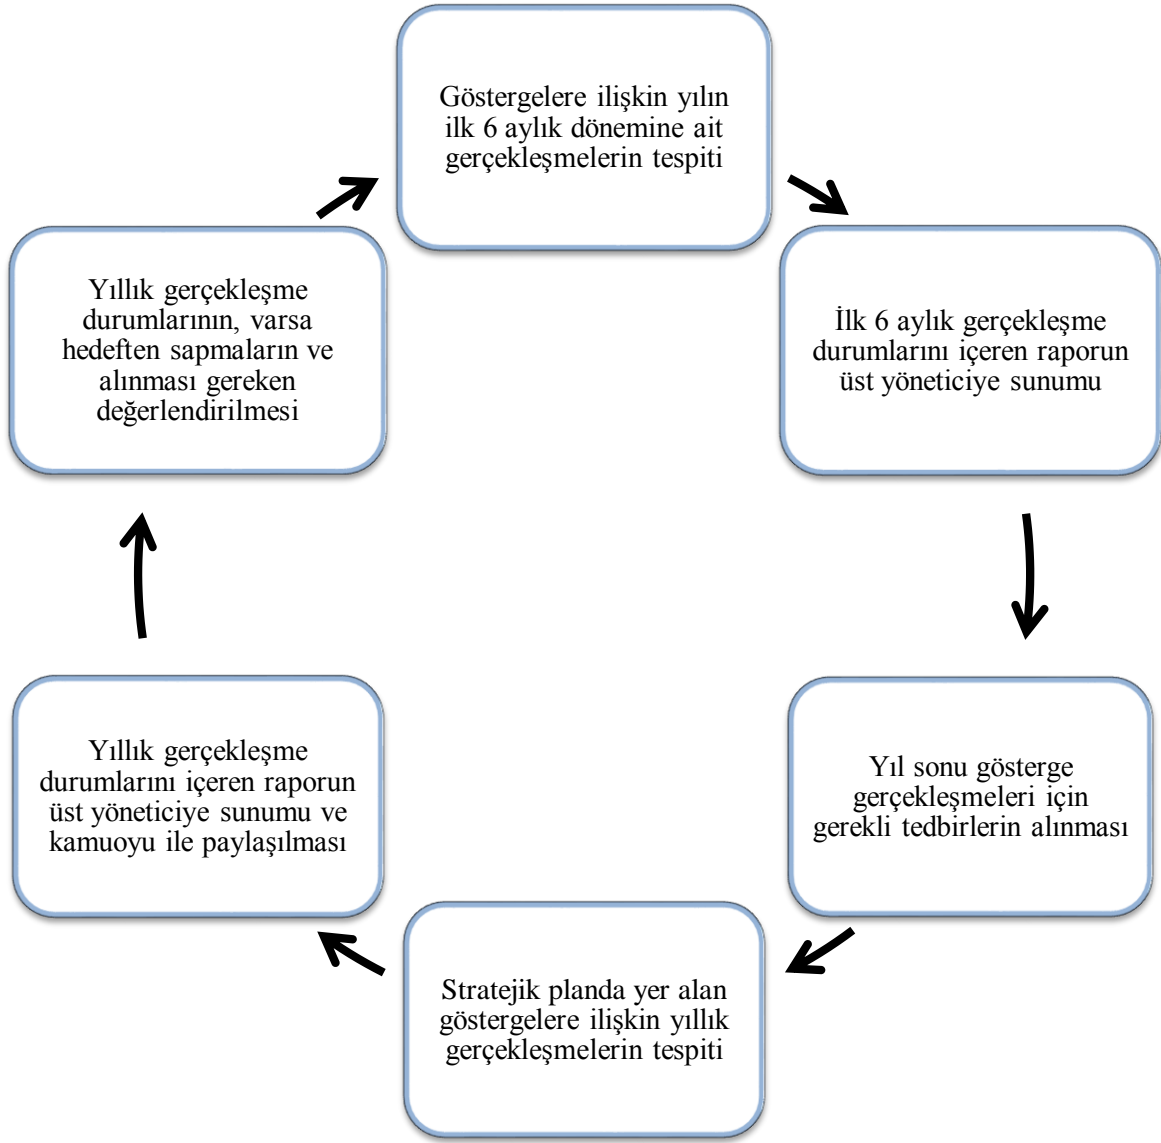 Göstergelere ilişkin yılın
ilk 6 aylık dönemine ait
gerçekleşmelerin tespiti
İlk 6 aylık gerçekleşme
durumlarını içeren raporun
üst yöneticiye sunumu
Yıl sonu gösterge
gerçekleşmeleri için
gerekli tedbirlerin alınması
Stratejik planda yer alan
göstergelere ilişkin yıllık
gerçekleşmelerin tespiti
Yıllık gerçekleşme
durumlarını içeren raporun
üst yöneticiye sunumu ve
kamuoyu ile paylaşılması
Yıllık gerçekleşme
durumlarının, varsa
hedeften sapmaların ve
alınması gereken
değerlendirilmesi